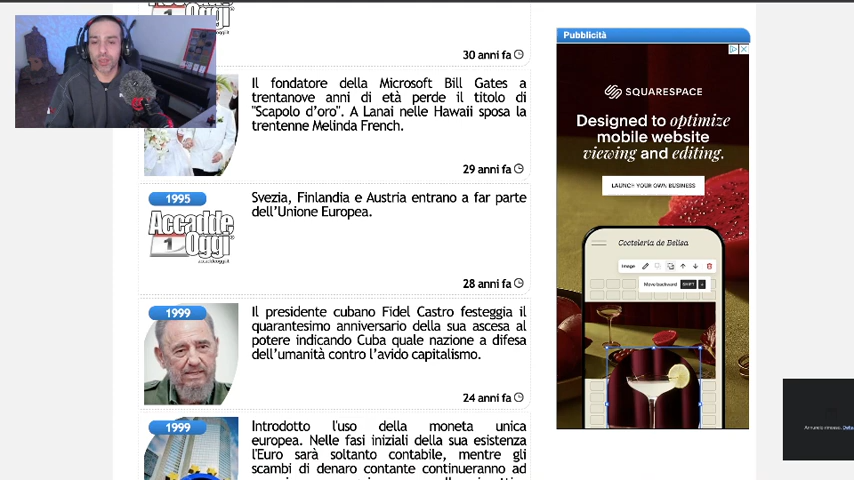 30 anni fa
Il fondatore della Microsoft Bill Gates a
trentanove anni di età perde il titolo di
"Scapolo d'oro". A Lanai nelle Hawaii sposa la
trentenne Melinda French.
29 anni fa
1995
Accadde
1 Oggi
Svezia, Finlandia e Austria entrano a far parte
dell'Unione Europea.
28 anni fa
1999
Il presidente cubano Fidel Castro festeggia il
quarantesimo anniversario della sua ascesa al
potere indicando Cuba quale nazione a difesa
dell'umanità contro l'avido capitalismo.
24 anni fa
1999
Introdotto l'uso della moneta unica
europea. Nelle fasi iniziali della sua esistenza
l'Euro sarà soltanto contabile, mentre gli
scambi di denaro contante continueranno ad
Pubblicità
SQUARESPACE
Designed to optimize
mobile website
viewing and editing.
LAUNCH YOUR OWN BUSINESS
Cocteleria de Belisa
Image
Move backward
SHIFT